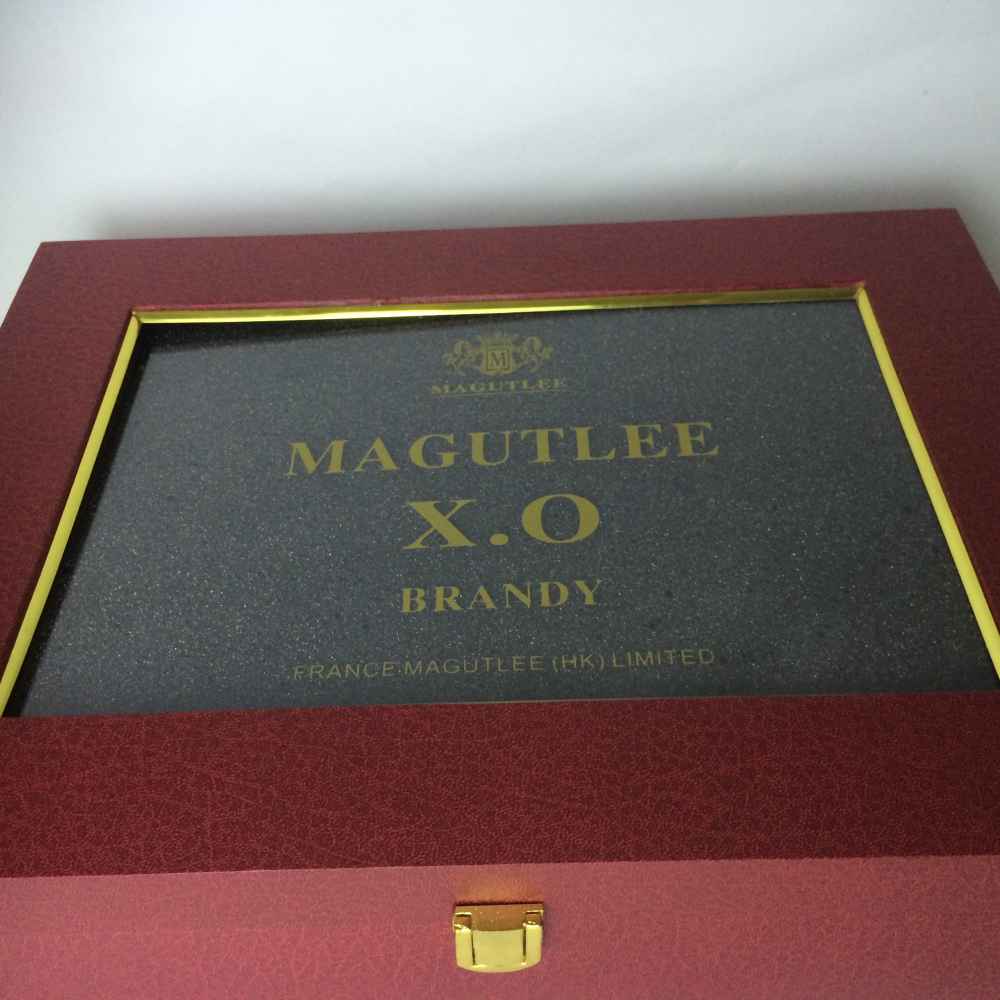 M
MAGUTLEE
MAGUTLEE
X.O
BRANDY
FRANCE·MAGUTLEE (HK) LIMITED